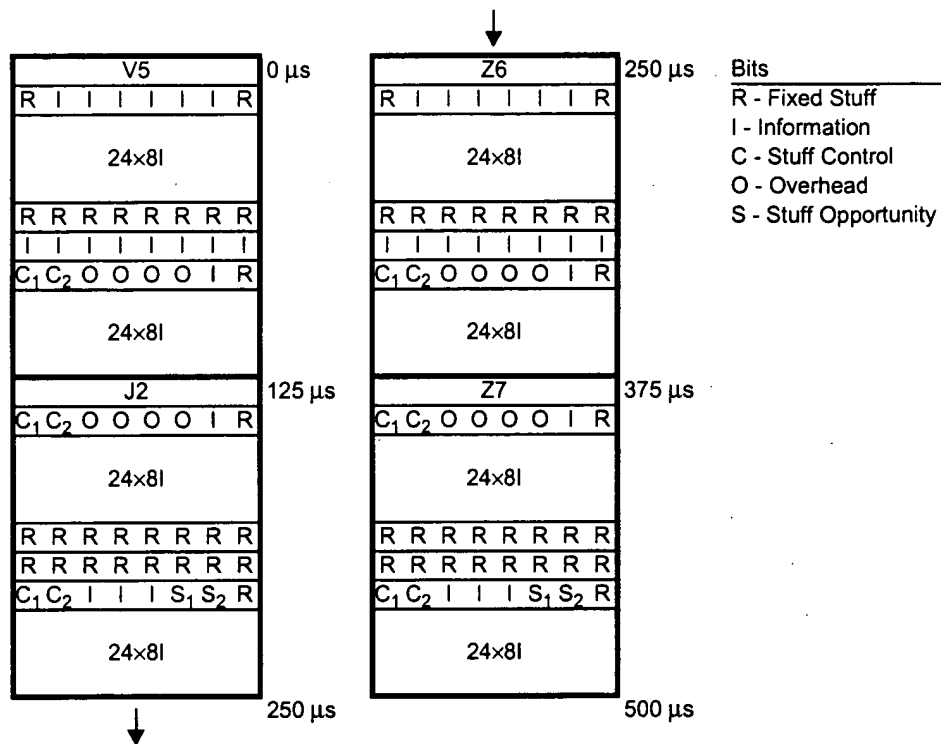 V5 0 μs
R I I I I I I R
24×8I
R R R R R R R R
I I I I I I I I
C1 C2 O O O O I R
24×8I
J2 125 μs
C1 C2 O O O O I R
24×8I
R R R R R R R R
R R R R R R R R
C1 C2 I I I S1 S2 R
24×8I
250 μs
Z6 250 μs
R I I I I I I R
24×8I
R R R R R R R R
I I I I I I I I
C1 C2 O O O O I R
24×8I
Z7 375 μs
C1 C2 O O O O I R
24×8I
R R R R R R R R
R R R R R R R R
C1 C2 I I I S1 S2 R
24×8I
500 μs
Bits
R - Fixed Stuff
I - Information
C - Stuff Control
O - Overhead
S - Stuff Opportunity